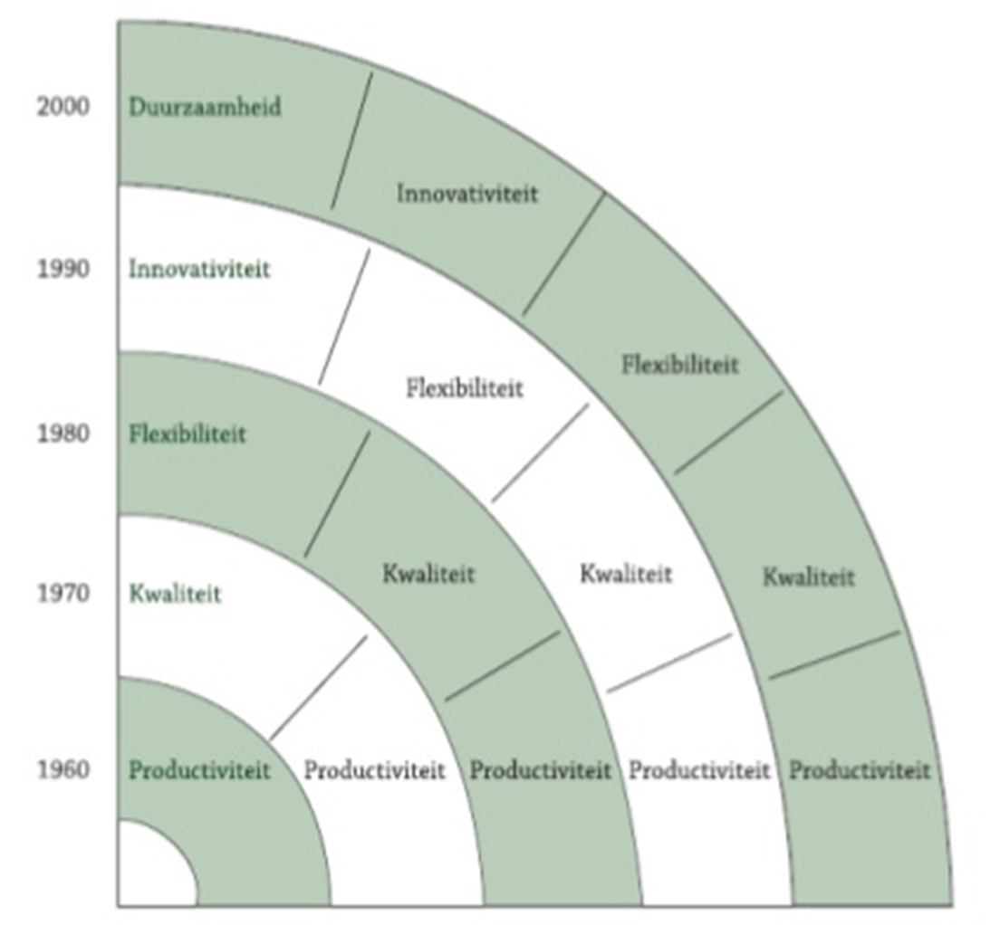 2000 Duurzaamheid
Innovativiteit
1990 Innovativiteit
Flexibiliteit
Flexibiliteit
1980 Flexibiliteit
Kwaliteit Kwaliteit Kwaliteit
1970 Kwaliteit
1960 Productiviteit Productiviteit Productiviteit Productiviteit Productiviteit